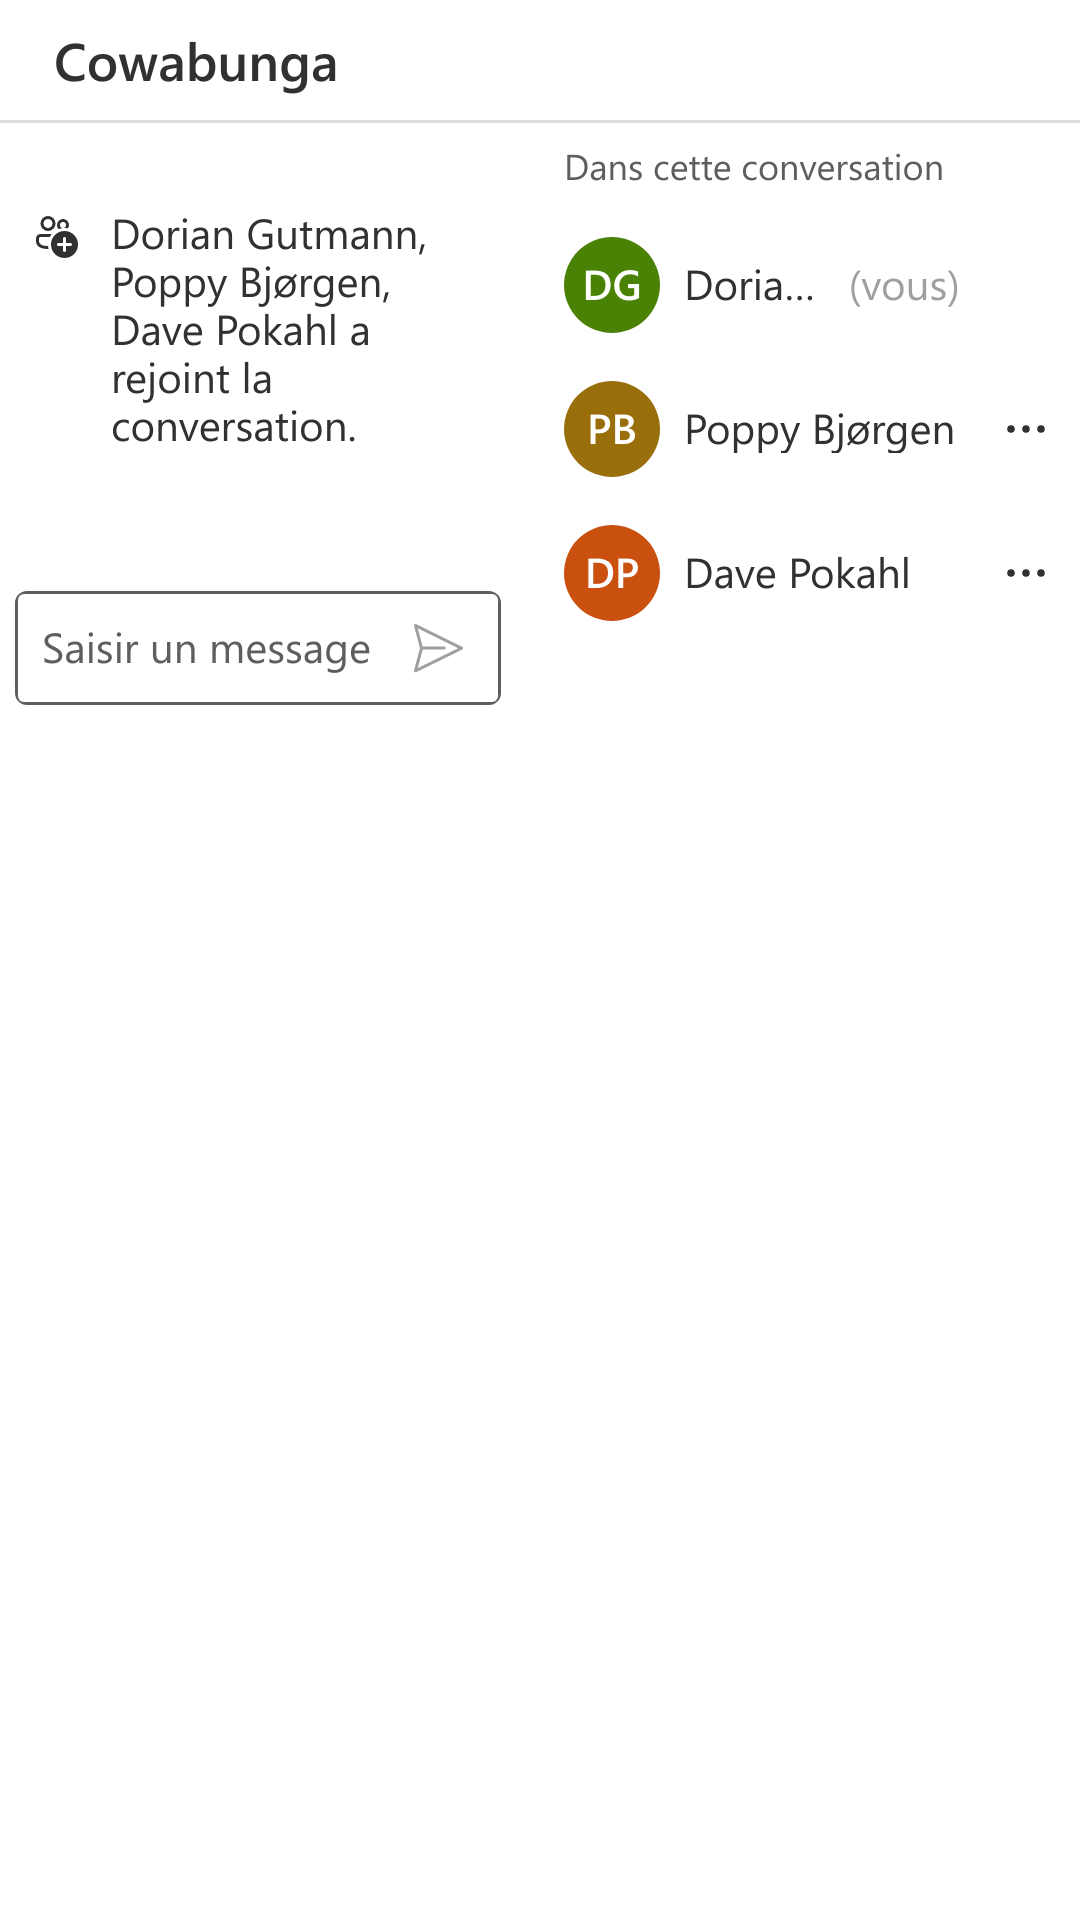 Cowabunga
Dorian Gutmann,
Poppy Bjørgen,
Dave Pokahl a
rejoint la
conversation.
Saisir un message
Dans cette conversation
DG Doria... (vous)
PB Poppy Bjørgen
DP Dave Pokahl